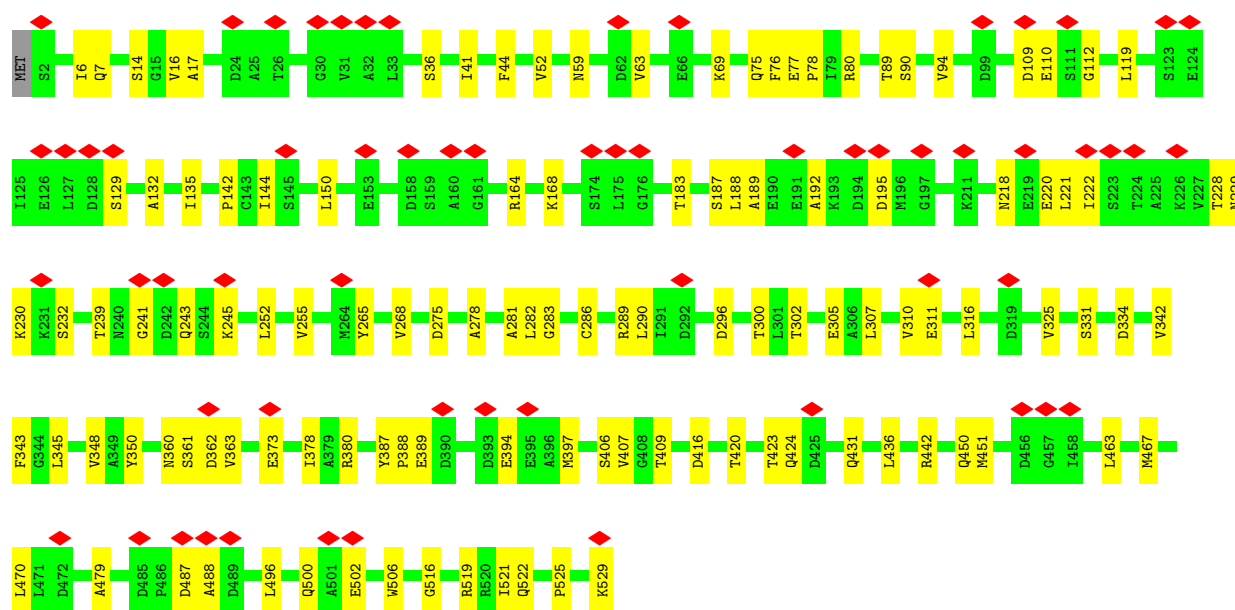 MET S2 I6 Q7 S14 G15 V16 A17 D24 A25 T26 G30 V31 A32 L33 S36 I41 F44 V52 N59 D62 V63 E66 K69 Q75 F76 E77 P78 I79 R80 T89 S90 V94 D99 D109 E110 S111 G112 L119 S123 E124
I125 E126 L127 D128 S129 A132 I135 P142 C143 I144 S145 L150 E153 D158 S159 A160 G161 R164 K168 S174 L175 G176 T183 S187 L188 A189 E190 E191 A192 K193 D194 D195 M196 G197 K211 N218 E219 E220 L221 I222 S223 T224 A225 K226 V227 T228
K230 K231 S232 T239 N240 G241 D242 Q243 S244 K245 L252 V255 M264 Y265 V268 D275 A278 A281 L282 G283 C286 R289 L290 I291 D292 D296 T300 L301 T302 E305 A306 L307 V310 E311 L316 D319 V325 S331 D334 V342
F343 G344 L345 V348 A349 Y350 N360 S361 D362 V363 E373 I378 A379 R380 Y387 P388 E389 D390 D393 E394 E395 A396 M397 S406 V407 G408 T409 D416 T420 T423 Q424 D425 Q431 L436 R442 Q450 M451 D456 G457 I458 L463 M467
L470 L471 D472 A479 D485 P486 D487 A488 D489 L496 Q500 A501 E502 W506 G516 R519 R520 I521 Q522 P525 K529